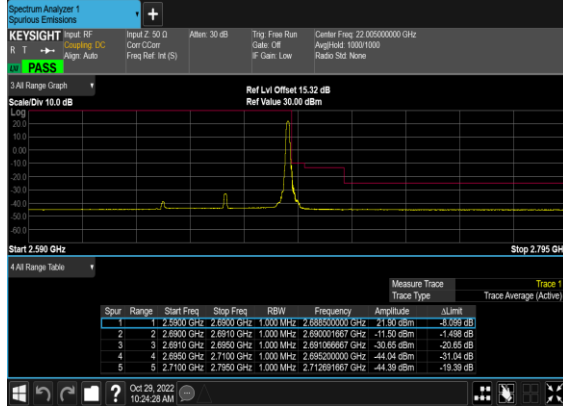 Spectrum Analyzer 1
Spurious Emissions
KEYSIGHT Input: RF Input Z: 50 Ω Atten: 30 dB Trig: Free Run Center Freq: 22.005000000 GHz
R T Coupling: DC Corr CCorr Gate: Off Avg|Hold: 1000/1000
Align: Auto Freq Ref: Int (S) IF Gain: Low Radio Std: None
PASS
3 All Range Graph
Ref Lvl Offset 15.32 dB
Scale/Div 10.0 dB Ref Value 30.00 dBm
Log
20.0
10.0
0.00
-10.0
-20.0
-30.0
-40.0
-50.0
-60.0
Start 2.590 GHz Stop 2.795 GH
4 All Range Table
Measure Trace Trace 1
Trace Type Trace Average (Active)
Spur Range Start Freq Stop Freq RBW Frequency Amplitude ΔLimit
1 1 2.5900 GHz 2.6900 GHz 1.000 MHz 2.688500000 GHz 21.90 dBm -8.099 dB
2 2 2.6900 GHz 2.6910 GHz 1.000 MHz 2.690001667 GHz -11.50 dBm -1.498 dB
3 3 2.6910 GHz 2.6950 GHz 1.000 MHz 2.691066667 GHz -30.65 dBm -20.65 dB
4 4 2.6950 GHz 2.7100 GHz 1.000 MHz 2.695200000 GHz -44.04 dBm -31.04 dB
5 5 2.7100 GHz 2.7950 GHz 1.000 MHz 2.712691667 GHz -44.39 dBm -19.39 dB
? Oct 29, 2022
10:24:28 AM